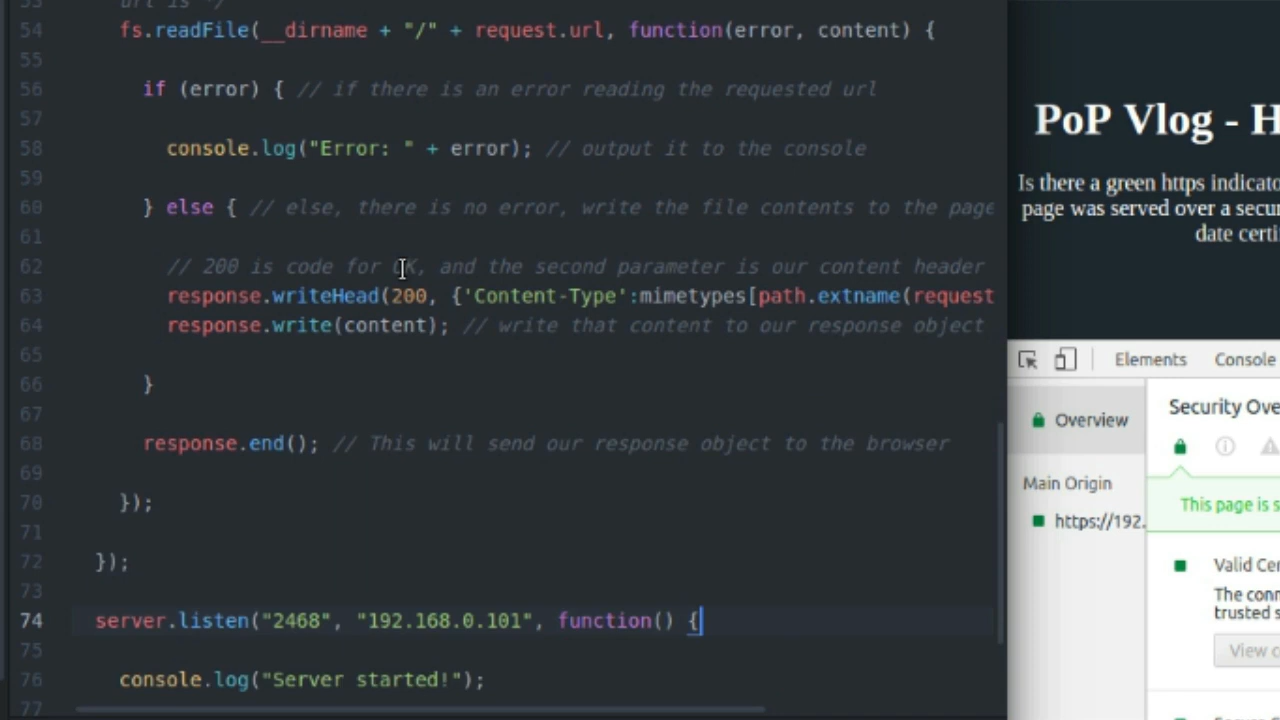 53 url is */
54 fs.readFile(__dirname + "/" + request.url, function(error, content) {
55
56 if (error) { // if there is an error reading the requested url
57
58 console.log("Error: " + error); // output it to the console
59
60 } else { // else, there is no error, write the file contents to the page
61
62 // 200 is code for OK, and the second parameter is our content header
63 response.writeHead(200, {'Content-Type':mimetypes[path.extname(request
64 response.write(content); // write that content to our response object
65
66 }
67
68 response.end(); // This will send our response object to the browser
69
70 });
71
72 });
73
74 server.listen("2468", "192.168.0.101", function() {
75
76 console.log("Server started!");
77
PoP Vlog - H
Is there a green https indicato
page was served over a secur
date certi
Elements Console
Overview
Main Origin
https://192.
Security Ove
This page is s
Valid Cer
The conn
trusted s
View c